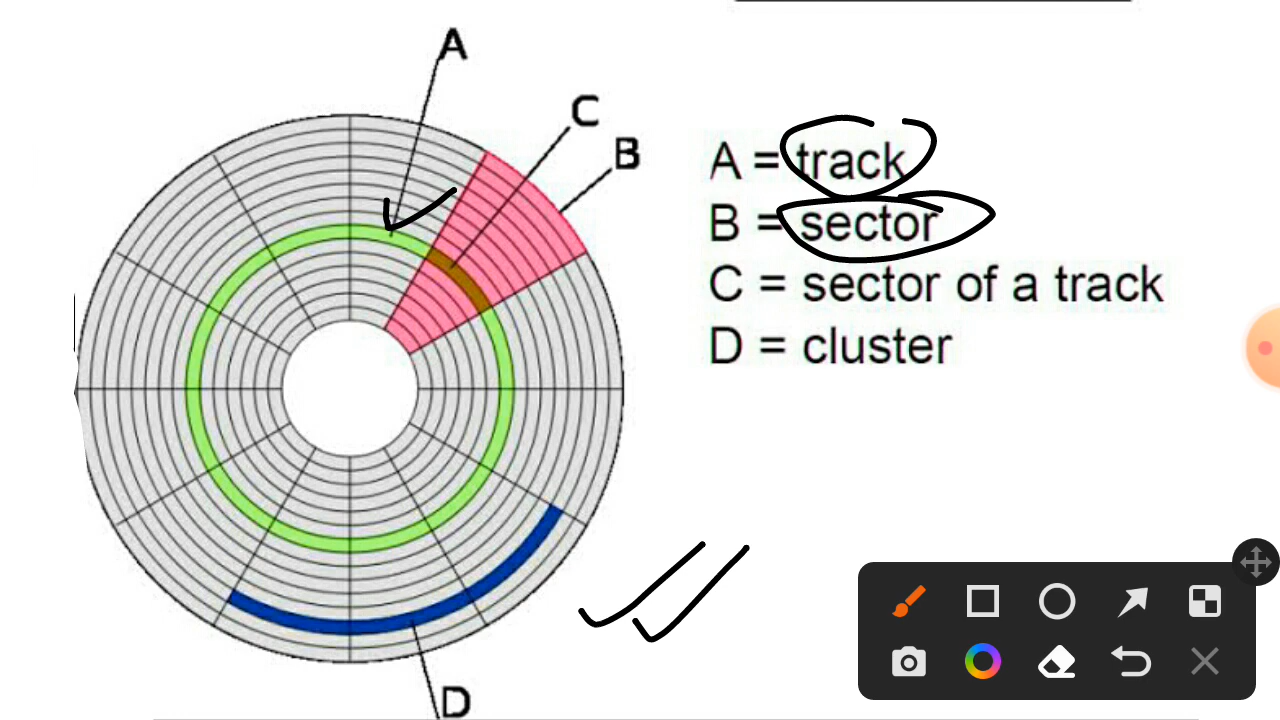 A
C
B
A = track
B = sector
C = sector of a track
D = cluster
D